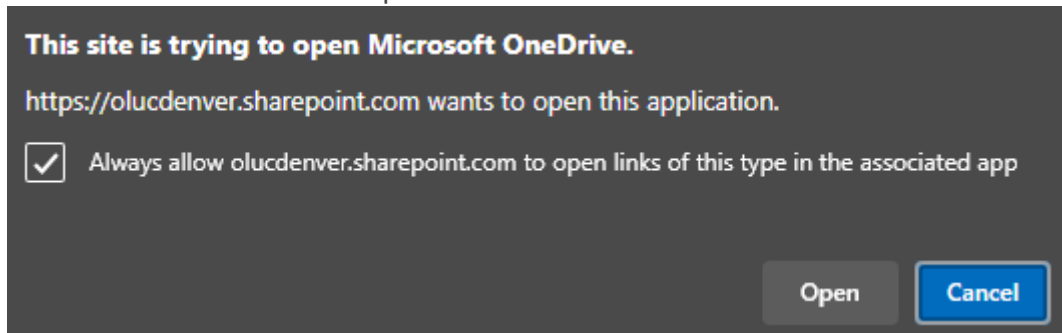 This site is trying to open Microsoft OneDrive.
https://olucdenver.sharepoint.com wants to open this application.
Always allow olucdenver.sharepoint.com to open links of this type in the associated app
Open Cancel